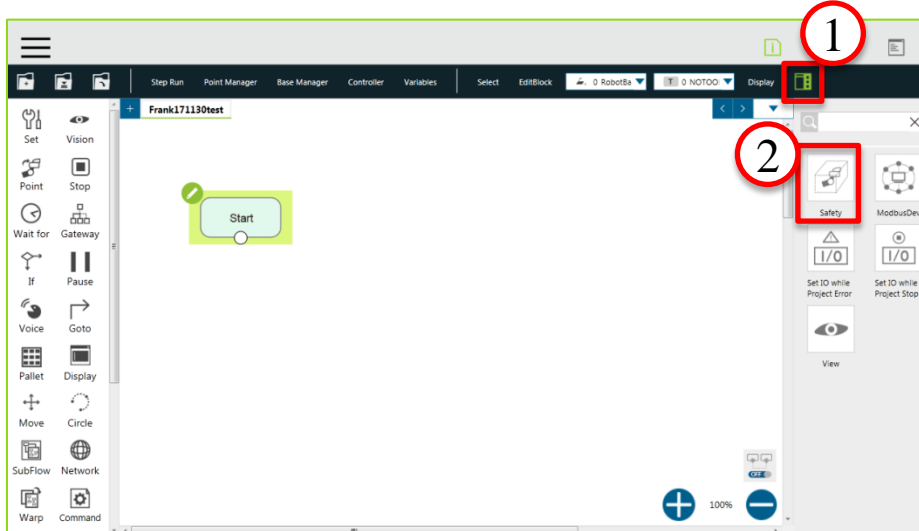 1
Step Run Point Manager Base Manager Controller Variables Select EditBlock 0 RobotBa T 0 NOTOO Display
+ Frank171130test < >
2
Set Vision
Point Stop
Wait for Gateway
If Pause
Voice Goto
Pallet Display
Move Circle
SubFlow Network
Warp Command
Start
Safety ModbusDev
I/O I/O
Set IO while Set IO while
Project Error Project Stop
View
OFF
100%